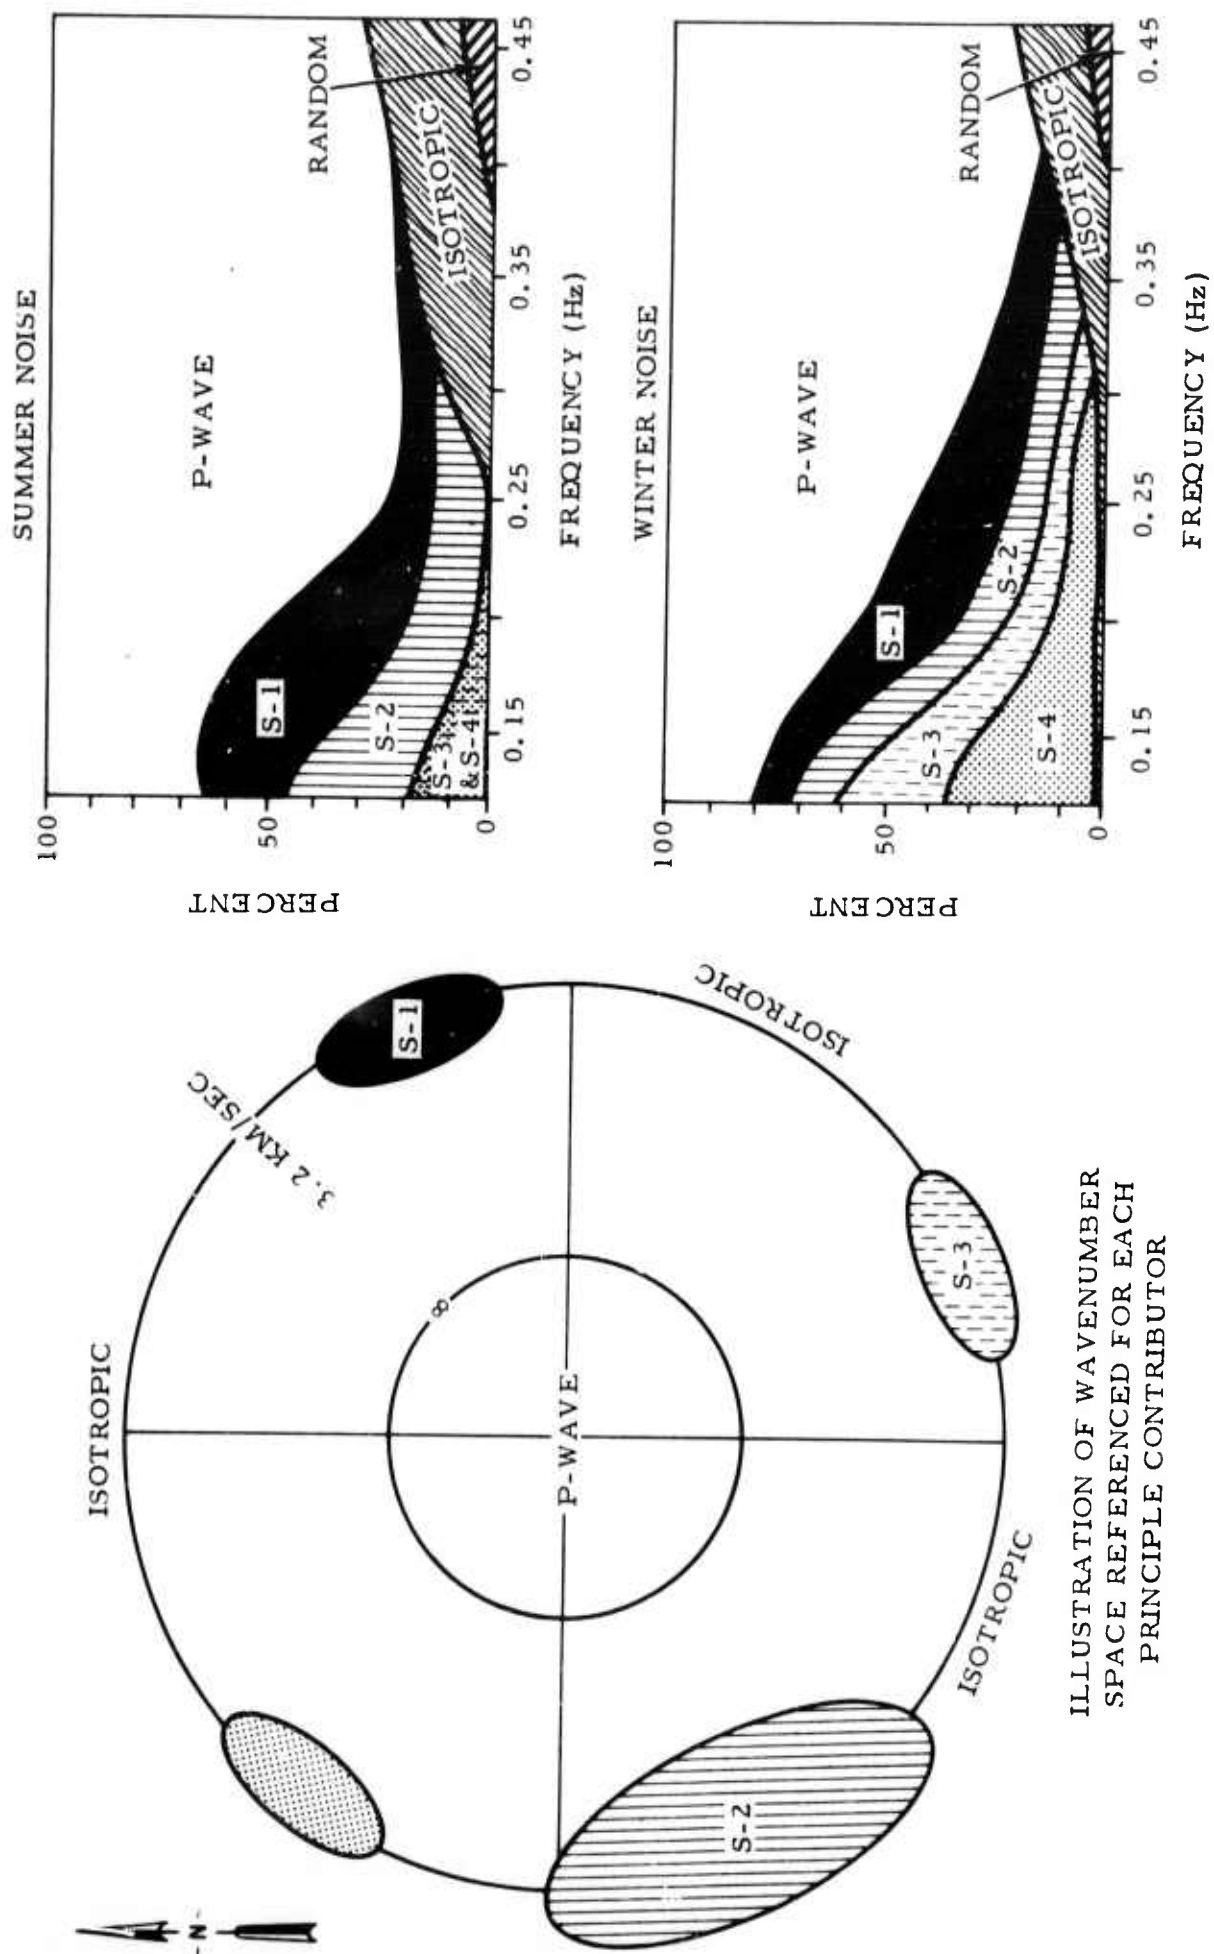 SUMMER NOISE
PERCENT
100
50
0
P-WAVE
S-1
S-2
S-3
& S-4
ISOTROPIC
RANDOM
0.15
0.25
0.35
0.45
FREQUENCY (Hz)
WINTER NOISE
PERCENT
100
50
0
P-WAVE
S-1
S-2
S-3
S-4
ISOTROPIC
RANDOM
0.15
0.25
0.35
0.45
FREQUENCY (Hz)
N
ISOTROPIC
3.2 KM/SEC
S-1
8
P-WAVE
S-2
S-3
ISOTROPIC
ISOTROPIC
ILLUSTRATION OF WAVENUMBER
SPACE REFERENCED FOR EACH
PRINCIPLE CONTRIBUTOR